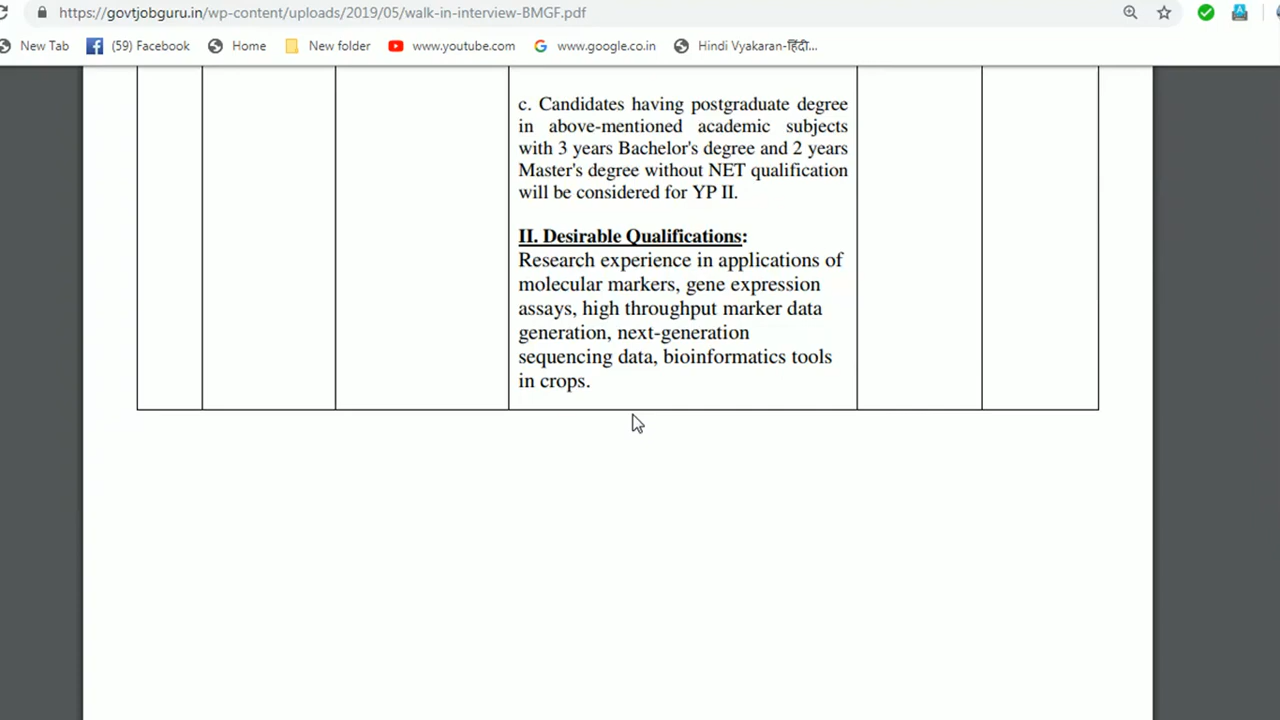 https://govtjobguru.in/wp-content/uploads/2019/05/walk-in-interview-BMGF.pdf
New Tab (59) Facebook Home New folder www.youtube.com www.google.co.in Hindi Vyakaran-हिंदी...
c. Candidates having postgraduate degree
in above-mentioned academic subjects
with 3 years Bachelor's degree and 2 years
Master's degree without NET qualification
will be considered for YP II.
II. Desirable Qualifications:
Research experience in applications of
molecular markers, gene expression
assays, high throughput marker data
generation, next-generation
sequencing data, bioinformatics tools
in crops.